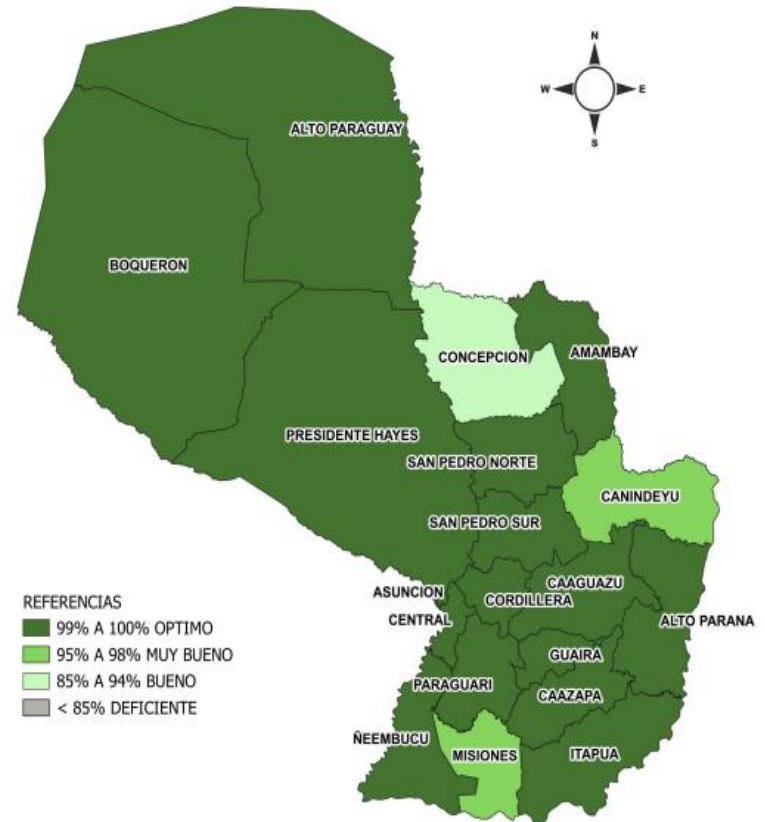 N
W E
S
ALTO PARAGUAY
BOQUERON
CONCEPCION
AMAMBAY
PRESIDENTE HAYES
SAN PEDRO NORTE
CANINDEYU
SAN PEDRO SUR
CAAGUAZU
ASUNCION
CORDILLERA
CENTRAL
ALTO PARANA
GUAIRA
PARAGUARI
CAAZAPA
ÑEEMBUCU
MISIONES
ITAPUA
REFERENCIAS
99% A 100% OPTIMO
95% A 98% MUY BUENO
85% A 94% BUENO
< 85% DEFICIENTE